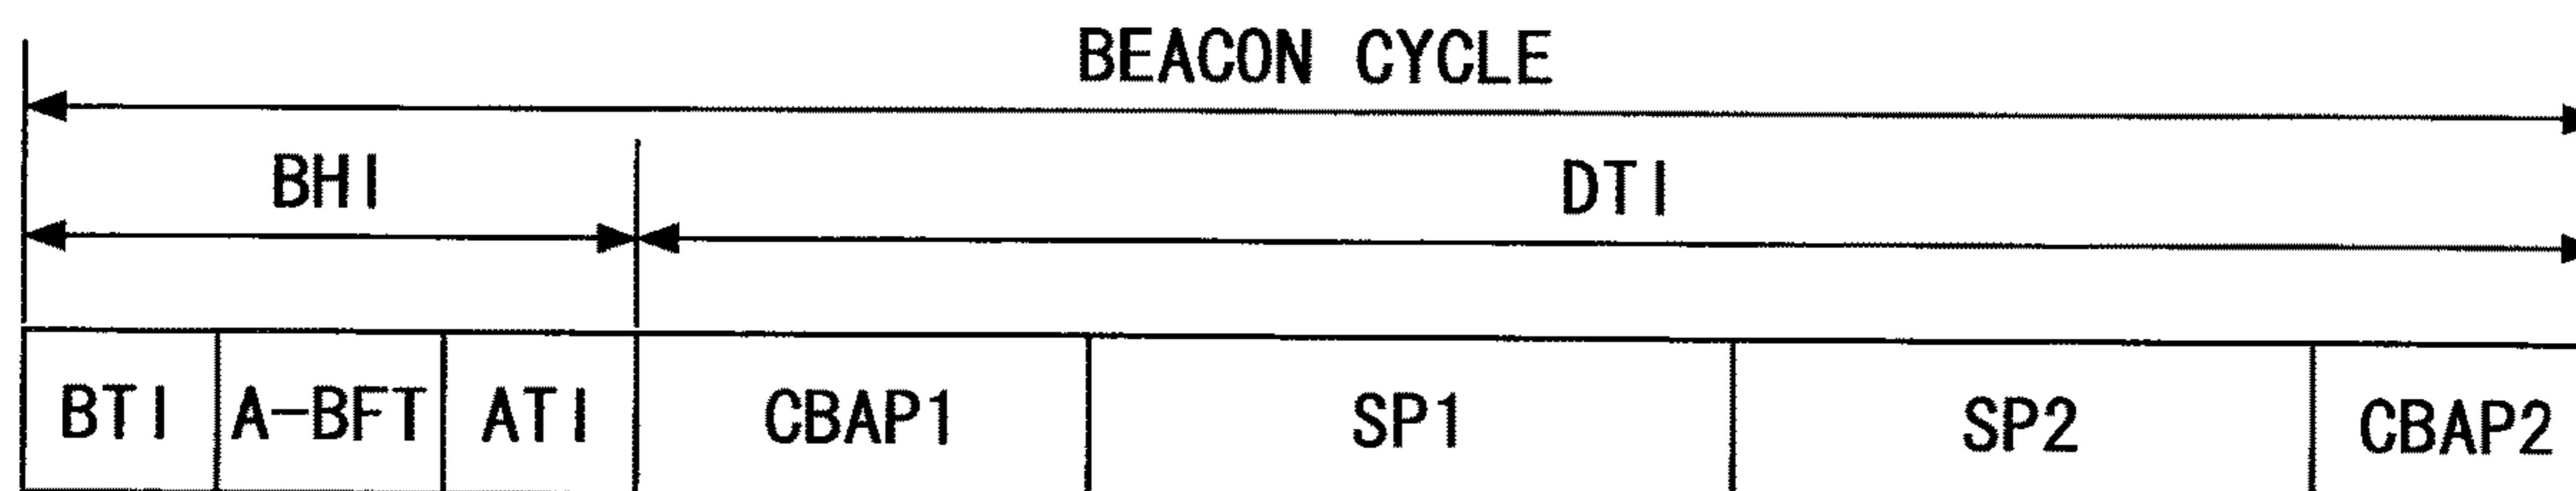 BEACON CYCLE
BHI DTI
BTI A-BFT ATI CBAP1 SP1 SP2 CBAP2